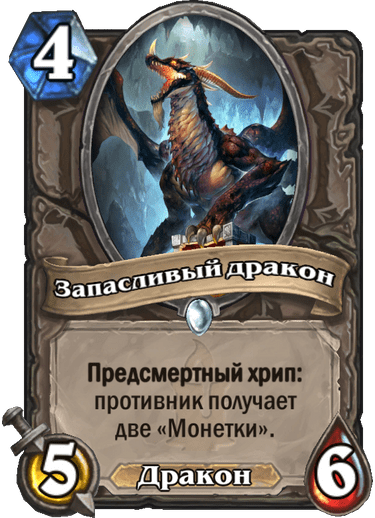 4
Запасливый дракон
Предсмертный хрип:
противник получает
две «Монетки».
5
Дракон
6